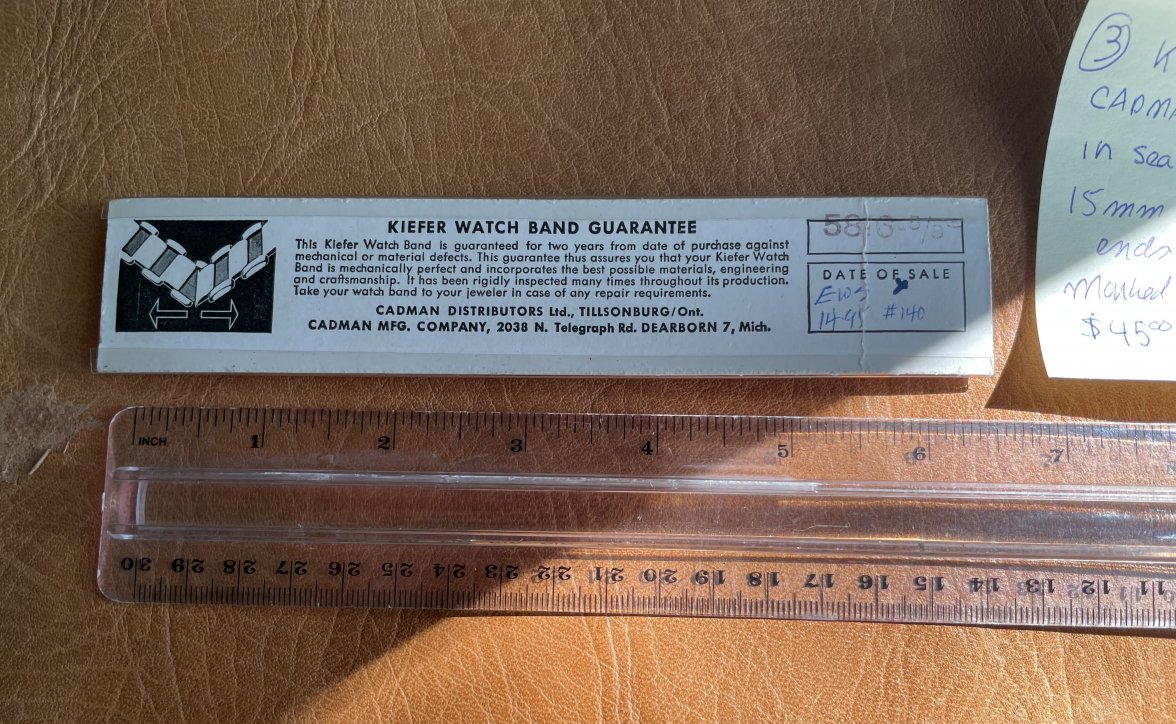 KIEFER WATCH BAND GUARANTEE
This Kiefer Watch Band is guaranteed for two years from date of purchase against
mechanical or material defects. This guarantee thus assures you that your Kiefer Watch
Band is mechanically perfect and incorporates the best possible materials, engineering
and craftsmanship. It has been rigidly inspected many times throughout its production.
Take your watch band to your jeweler in case of any repair requirements.
CADMAN DISTRIBUTORS Ltd., TILLSONBURG/Ont.
CADMAN MFG. COMPANY, 2038 N. Telegraph Rd. DEARBORN 7, Mich.
DATE OF SALE
#140
3 K
CADMA
in sea
15mm
ends
Marked
$4500
INCH 1 2 3 4 5 6 7
30 29 28 27 26 25 24 23 22 21 20 19 18 17 16 15 14 13 12 11